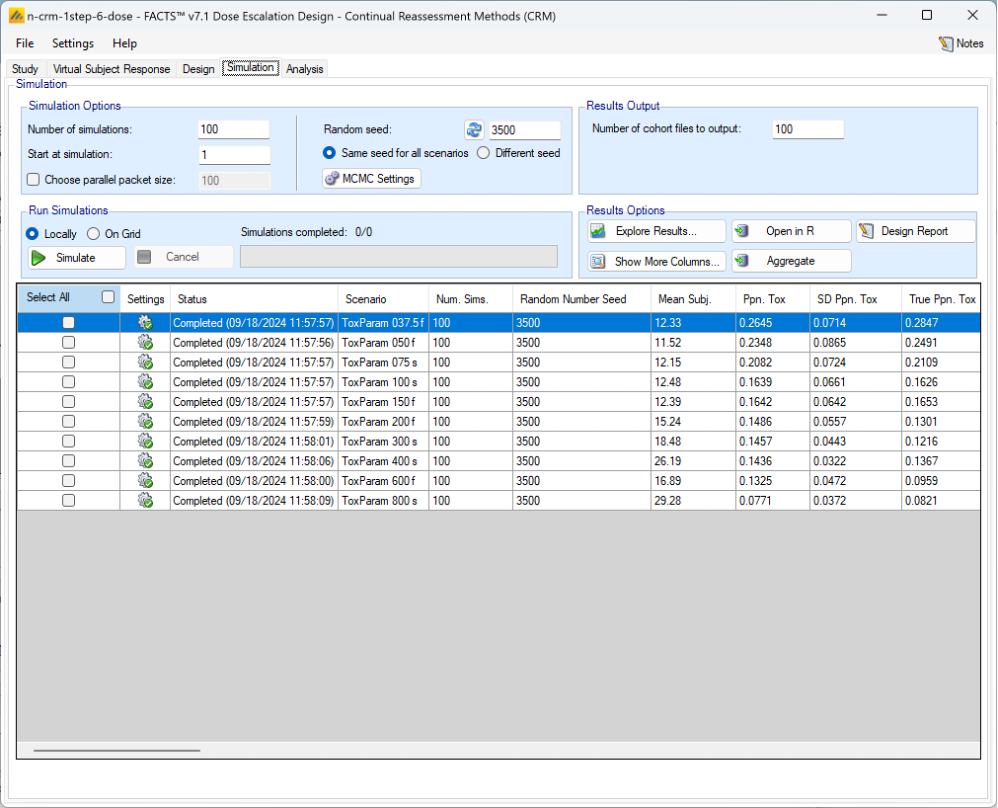 n-crm-1step-6-dose - FACTS™ v7.1 Dose Escalation Design - Continual Reassessment Methods (CRM)
File Settings Help Notes
Study Virtual Subject Response Design Simulation Analysis
Simulation
Simulation Options
Number of simulations: 100
Start at simulation: 1
Choose parallel packet size: 100
Random seed: 3500
Same seed for all scenarios Different seed
MCMC Settings
Results Output
Number of cohort files to output: 100
Run Simulations
Locally On Grid
Simulations completed: 0/0
Simulate Cancel
Results Options
Explore Results... Open in R Design Report
Show More Columns... Aggregate
Select All Settings Status Scenario Num. Sims. Random Number Seed Mean Subj. Ppn. Tox SD Ppn. Tox True Ppn. Tox
Completed (09/18/2024 11:57:57) ToxParam 037.5 f 100 3500 12.33 0.2645 0.0714 0.2847
Completed (09/18/2024 11:57:56) ToxParam 050 f 100 3500 11.52 0.2348 0.0865 0.2491
Completed (09/18/2024 11:57:57) ToxParam 075 s 100 3500 12.15 0.2082 0.0724 0.2109
Completed (09/18/2024 11:57:57) ToxParam 100 s 100 3500 12.48 0.1639 0.0661 0.1626
Completed (09/18/2024 11:57:57) ToxParam 150 f 100 3500 12.39 0.1642 0.0642 0.1653
Completed (09/18/2024 11:57:59) ToxParam 200 f 100 3500 15.24 0.1486 0.0557 0.1301
Completed (09/18/2024 11:58:01) ToxParam 300 s 100 3500 18.48 0.1457 0.0443 0.1216
Completed (09/18/2024 11:58:06) ToxParam 400 s 100 3500 26.19 0.1436 0.0322 0.1367
Completed (09/18/2024 11:58:00) ToxParam 600 f 100 3500 16.89 0.1325 0.0472 0.0959
Completed (09/18/2024 11:58:09) ToxParam 800 s 100 3500 29.28 0.0771 0.0372 0.0821